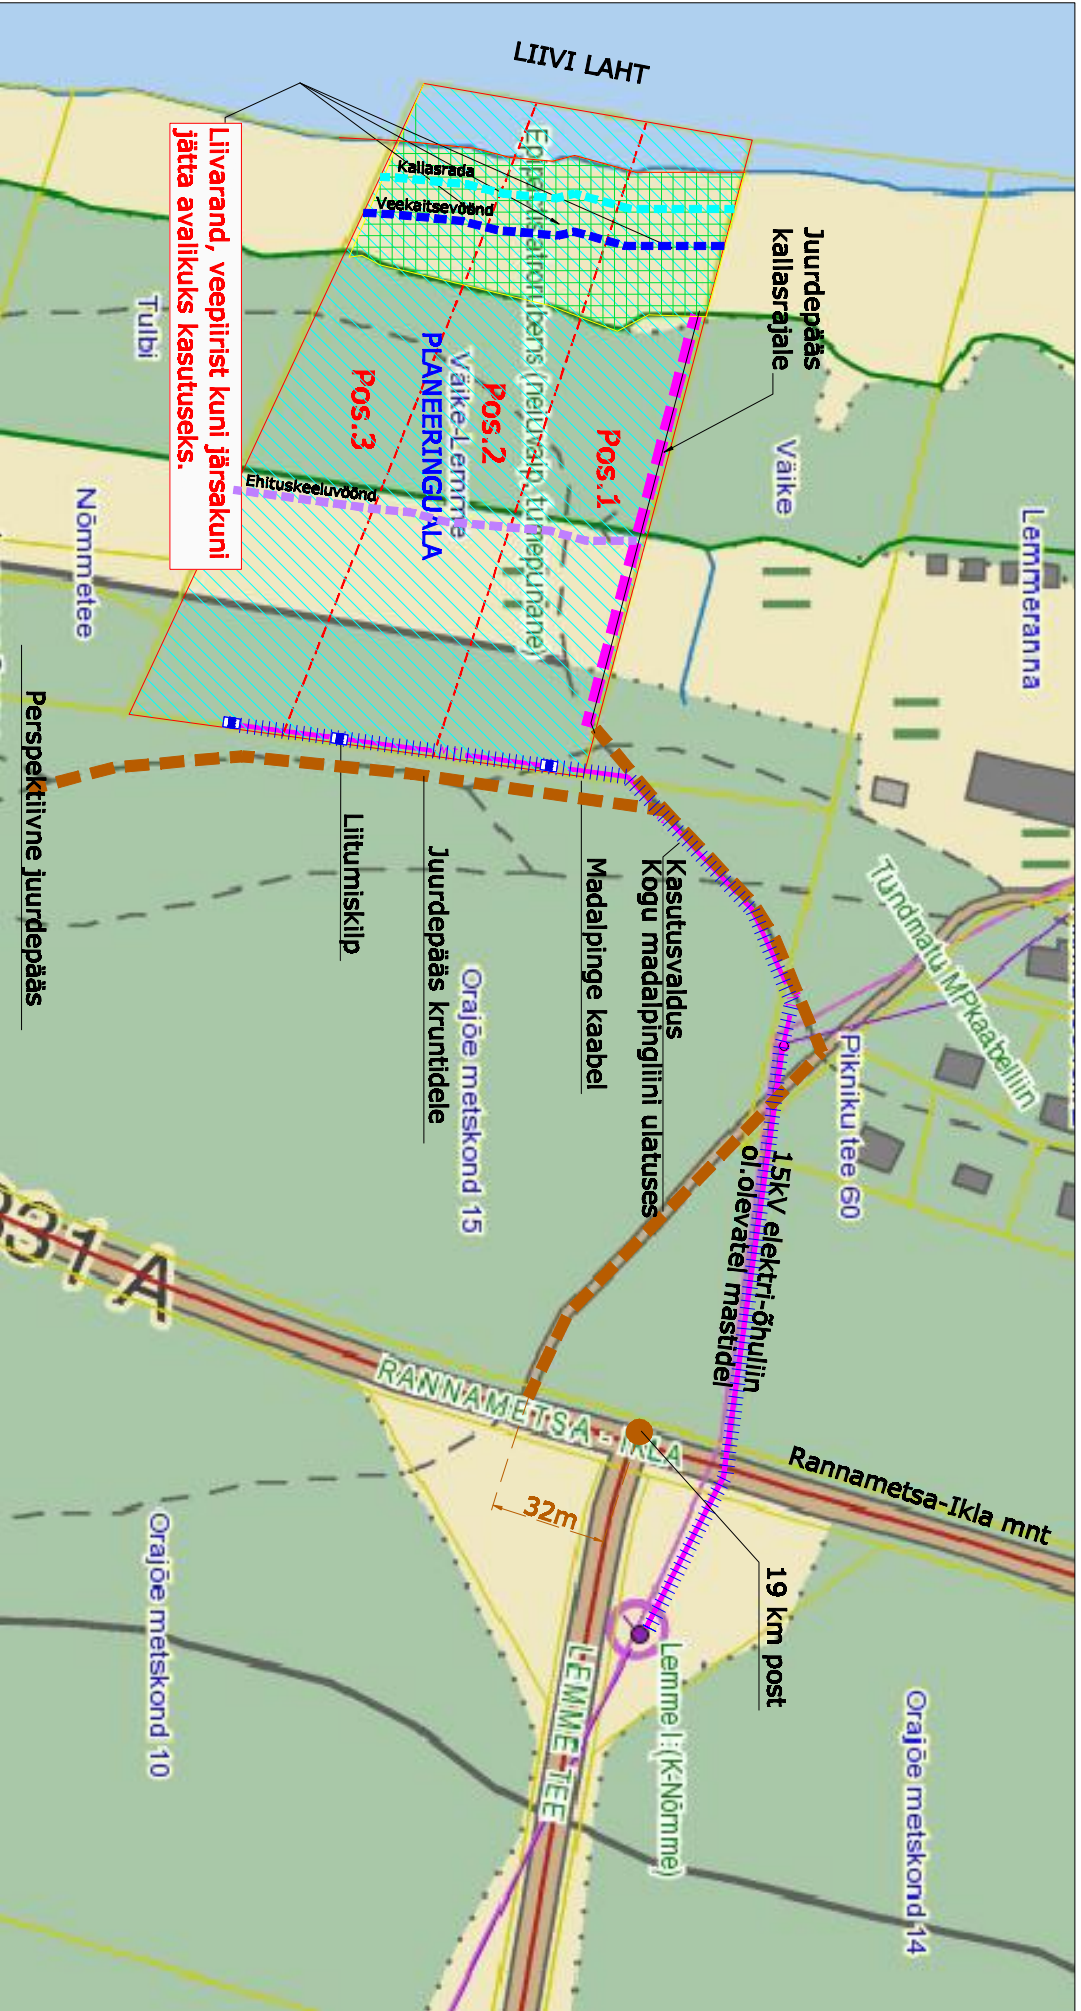 LIIVI LAHT
Kallasrada
Veekaitsevöönd
Liivarand, veepiirist kuni järsakuni
jätta avalikuks kasutuseks.
Juurdepääs
kallasrajale
Tulbi
Väike
Lemmeranna
Nõmmetee
Pos.1
Pos.2
Pos.3
Väike-Lemme
PLANEERINGUALA
Ehituskeeluvöönd
Perspektiivne juurdepääs
Liitumiskilp
Juurdepääs kruntidele
Madalpinge kaabel
Kasutusvaldus
Kogu madalpingliini ulatuses
Tundmatu MPkaabelliin
Pikniku tee 60
Orajõe metskond 15
15kV elektri-õhuliin
ol.olevatel mastidel
331 A
RANNAMETSA - IKLA
Rannametsa-Ikla mnt
32m
19 km post
Lemme I:(K-Nõmme)
LEMME TEE
Orajõe metskond 10
Orajõe metskond 14